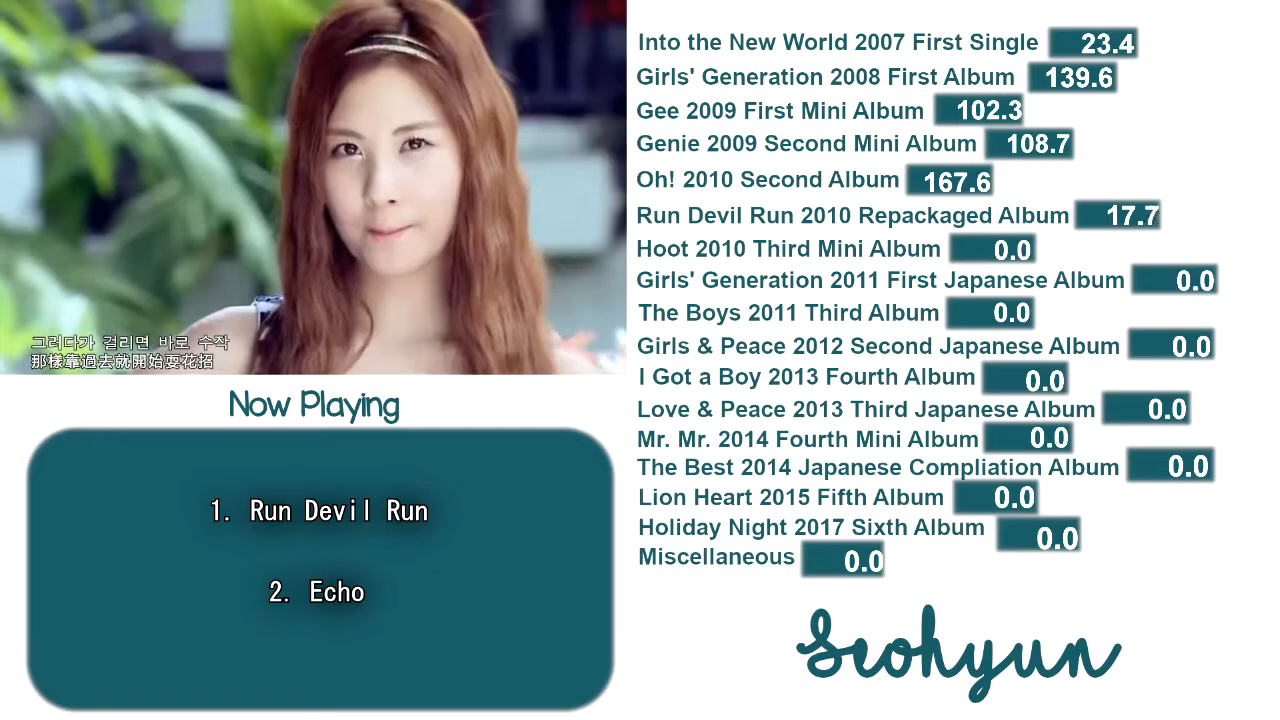 그러다가 걸리면 바로 수작
那樣靠過去就開始耍花招
Now Playing
1. Run Devil Run
2. Echo
Into the New World 2007 First Single 23.4
Girls' Generation 2008 First Album 139.6
Gee 2009 First Mini Album 102.3
Genie 2009 Second Mini Album 108.7
Oh! 2010 Second Album 167.6
Run Devil Run 2010 Repackaged Album 17.7
Hoot 2010 Third Mini Album 0.0
Girls' Generation 2011 First Japanese Album 0.0
The Boys 2011 Third Album 0.0
Girls & Peace 2012 Second Japanese Album 0.0
I Got a Boy 2013 Fourth Album 0.0
Love & Peace 2013 Third Japanese Album 0.0
Mr. Mr. 2014 Fourth Mini Album 0.0
The Best 2014 Japanese Compliation Album 0.0
Lion Heart 2015 Fifth Album 0.0
Holiday Night 2017 Sixth Album 0.0
Miscellaneous 0.0
Seohyun